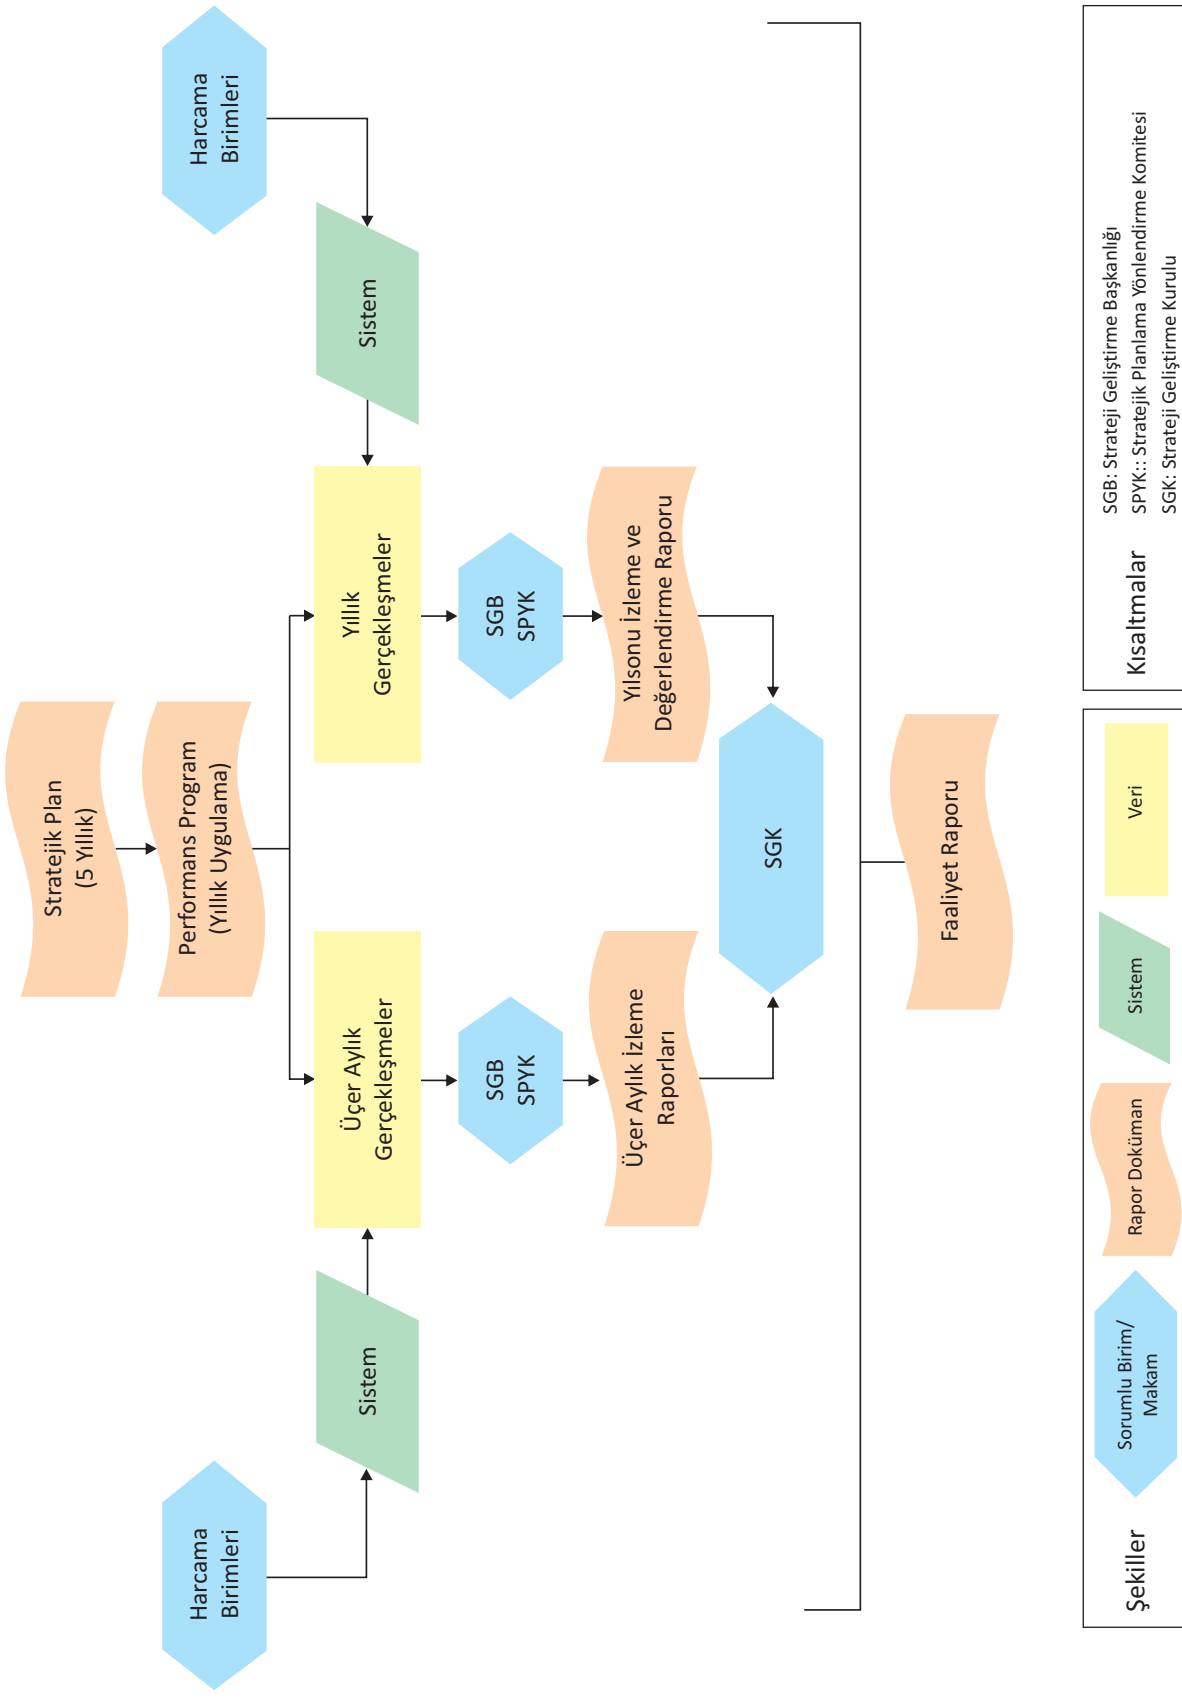 Stratejik Plan
(5 Yıllık)
Performans Program
(Yıllık Uygulama)
Harcama
Birimleri
Sistem
Üçer Aylık
Gerçekleşmeler
Yıllık
Gerçekleşmeler
Sistem
Harcama
Birimleri
SGB
SPYK
SGB
SPYK
Üçer Aylık İzleme
Raporları
Yılsonu İzleme ve
Değerlendirme Raporu
SGK
Faaliyet Raporu
Şekiller
Sorumlu Birim/
Makam
Rapor Doküman
Sistem
Veri
Kısaltmalar
SGB: Strateji Geliştirme Başkanlığı
SPYK:: Stratejik Planlama Yönlendirme Komitesi
SGK: Strateji Geliştirme Kurulu